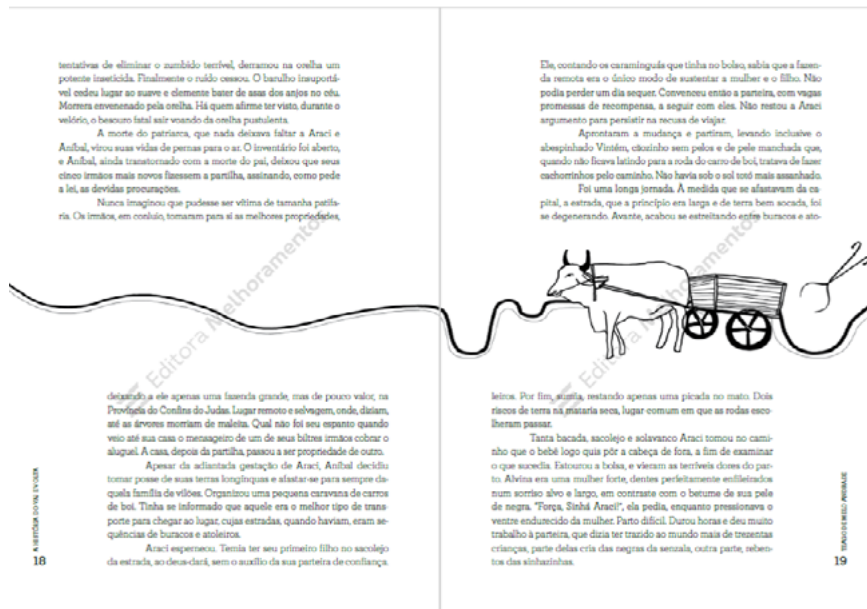 tentativas de eliminar o zumbido terrível, derramou na orelha um
potente inseticida. Finalmente o ruído cessou. O barulho insuportá-
vel cedeu lugar ao suave e clemente bater de asas dos anjos no céu.
Morrera envenenado pela orelha. Há quem afirme ter visto, durante o
velório, o besouro fatal sair voando da orelha pustulenta.
A morte do patriarca, que nada deixava faltar a Araci e
Aníbal, virou suas vidas de pernas para o ar. O inventário foi aberto,
e Aníbal, ainda transtornado com a morte do pai, deixou que seus
cinco irmãos mais novos fizessem a partilha, assinando, como pede
a lei, as devidas procurações.
Nunca imaginou que pudesse ser vítima de tamanha patifa-
ria. Os irmãos, em conluio, tomaram para si as melhores propriedades,
Editora Melhoramentos
deixando a ele apenas uma fazenda grande, mas de pouco valor, na
Província do Confins do Judas. Lugar remoto e selvagem, onde, diziam,
até as árvores morriam de maleita. Qual não foi seu espanto quando
veio até sua casa o mensageiro de um de seus biltres irmãos cobrar o
aluguel. A casa, depois da partilha, passou a ser propriedade de outro.
Apesar da adiantada gestação de Araci, Aníbal decidiu
tomar posse de suas terras longínquas e afastar-se para sempre da-
quela família de vilões. Organizou uma pequena caravana de carros
de boi. Tinha se informado que aquele era o melhor tipo de trans-
porte para chegar ao lugar, cujas estradas, quando haviam, eram se-
quências de buracos e atoleiros.
Araci esperneou. Temia ter seu primeiro filho no sacolejo
da estrada, ao deus-dará, sem o auxílio da sua parteira de confiança.
A HISTÓRIA DO VAI E VOLTA
18
Ele, contando os caraminguás que tinha no bolso, sabia que a fazen-
da remota era o único modo de sustentar a mulher e o filho. Não
podia perder um dia sequer. Convenceu então a parteira, com vagas
promessas de recompensa, a seguir com eles. Não restou a Araci
argumento para persistir na recusa de viajar.
Aprontaram a mudança e partiram, levando inclusive o
abespinhado Vintém, cãozinho sem pelos e de pele manchada que,
quando não ficava latindo para a roda do carro de boi, tratava de fazer
cachorrinhos pelo caminho. Não havia sob o sol totó mais assanhado.
Foi uma longa jornada. À medida que se afastavam da ca-
pital, a estrada, que a princípio era larga e de terra bem socada, foi
se degenerando. Avante, acabou se estreitando entre buracos e ato-
Editora Melhoramentos
leiros. Por fim, sumia, restando apenas uma picada no mato. Dois
riscos de terra na mataria seca, lugar comum em que as rodas esco-
lheram passar.
Tanta bacada, sacolejo e solavanco Araci tomou no cami-
nho que o bebê logo quis pôr a cabeça de fora, a fim de examinar
o que sucedia. Estourou a bolsa, e vieram as terríveis dores do par-
to. Alvina era uma mulher forte, dentes perfeitamente enfileirados
num sorriso alvo e largo, em contraste com o betume de sua pele
de negra. "Força, Sinhá Araci!", ela pedia, enquanto pressionava o
ventre endurecido da mulher. Parto difícil. Durou horas e deu muito
trabalho à parteira, que dizia ter trazido ao mundo mais de trezentas
crianças, parte delas cria das negras da senzala, outra parte, reben-
tos das sinhazinhas.
TIAGO DE MELO ANDRADE
19